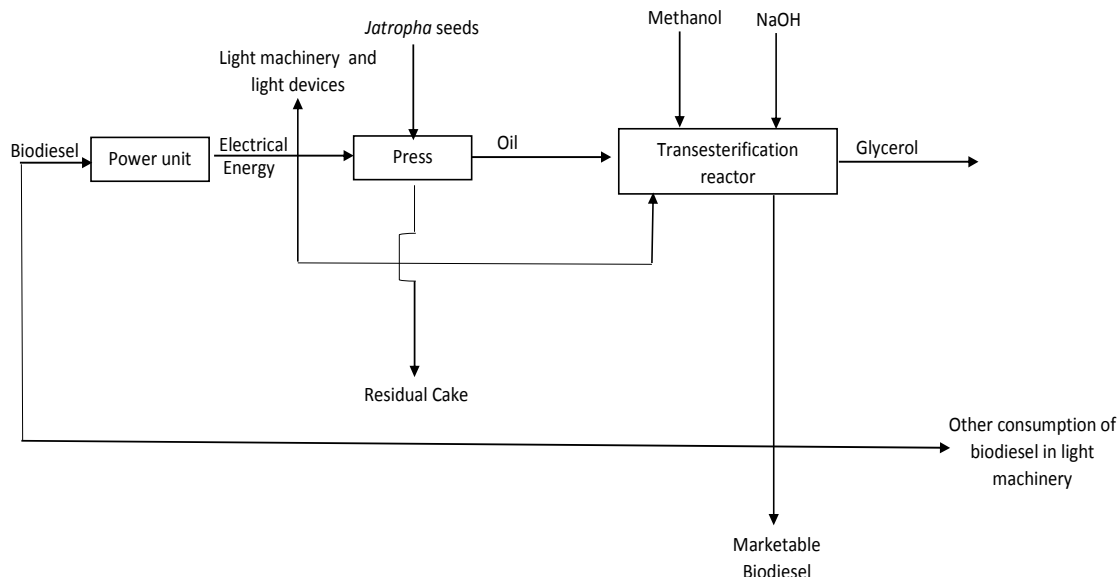 Methanol
NaOH
Jatropha seeds
Light machinery and
light devices
Biodiesel
Power unit
Electrical
Energy
Press
Oil
Transesterification
reactor
Glycerol
Residual Cake
Other consumption of
biodiesel in light
machinery
Marketable
Biodiesel